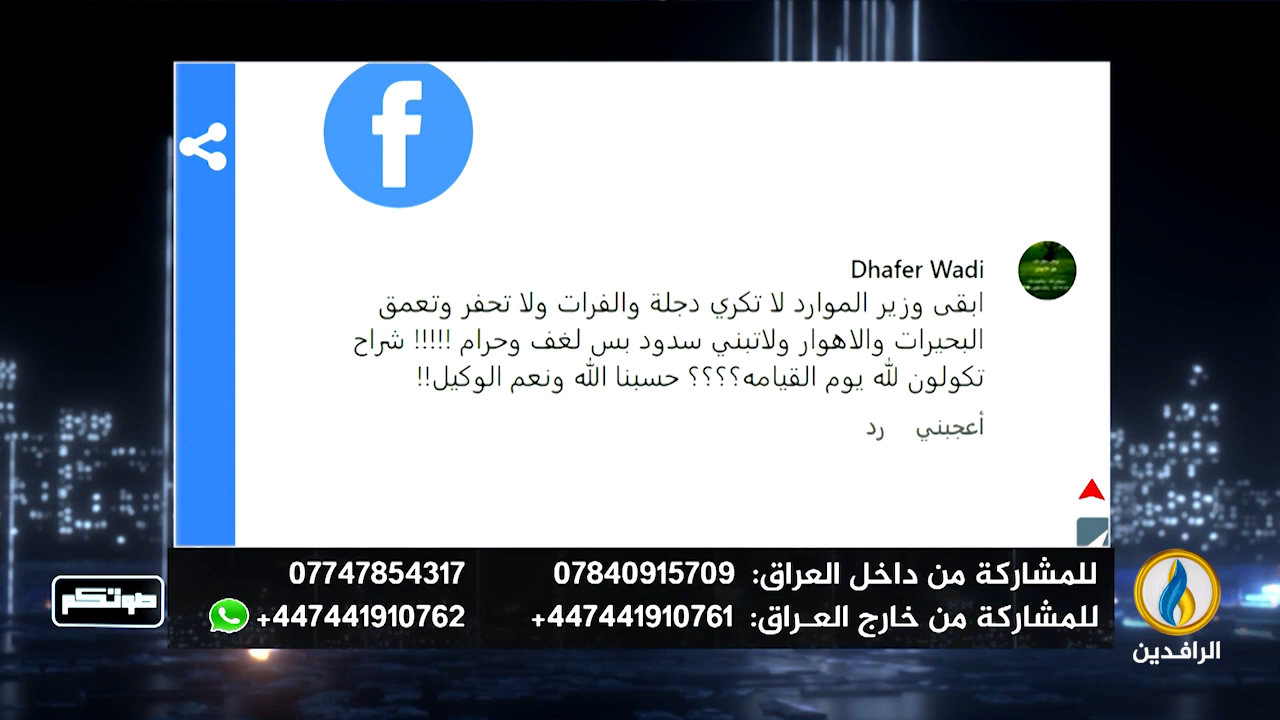 Dhafer Wadi
ابقى وزير الموارد لا تكري دجلة والفرات ولا تحفر وتعمق
البحيرات والاهوار ولاتبني سدود بس لغف وحرام !!!!! شراح
تكولون لله يوم القيامه؟؟؟؟ حسبنا الله ونعم الوكيل!!
أعجبني رد
للمشاركة من داخل العراق: 07840915709 07747854317
للمشاركة من خارج العـراق: 447441910761+ 447441910762+
صوتكم
الرافدين